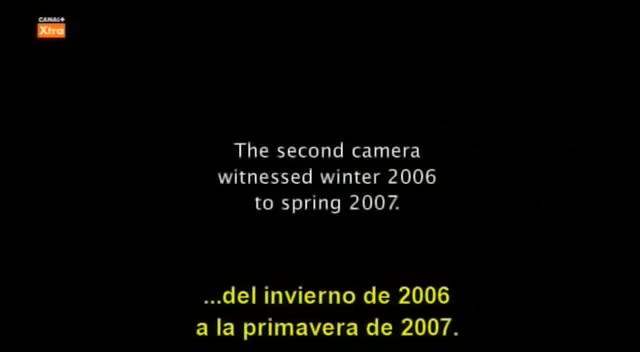 CANAL+
Xtra
The second camera
witnessed winter 2006
to spring 2007.
...del invierno de 2006
a la primavera de 2007.